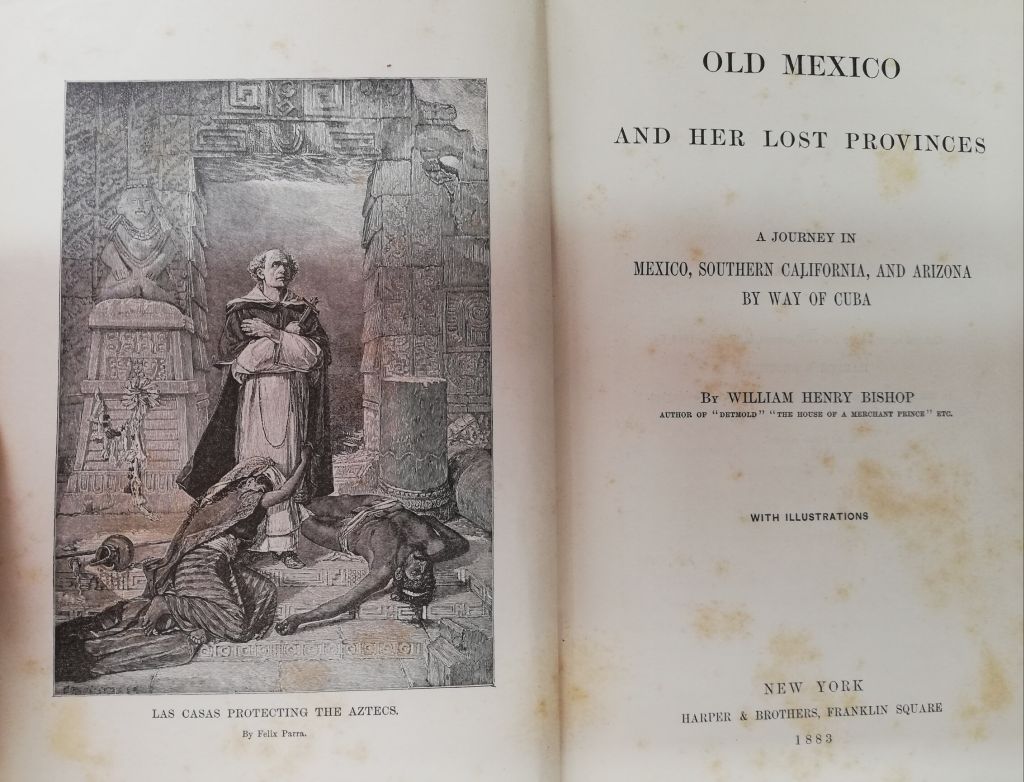 LAS CASAS PROTECTING THE AZTECS.
By Felix Parra.
OLD MEXICO
AND HER LOST PROVINCES
A JOURNEY IN
MEXICO, SOUTHERN CALIFORNIA, AND ARIZONA
BY WAY OF CUBA
By WILLIAM HENRY BISHOP
AUTHOR OF "DETMOLD" "THE HOUSE OF A MERCHANT PRINCE" ETC.
WITH ILLUSTRATIONS
NEW YORK
HARPER & BROTHERS, FRANKLIN SQUARE
1883